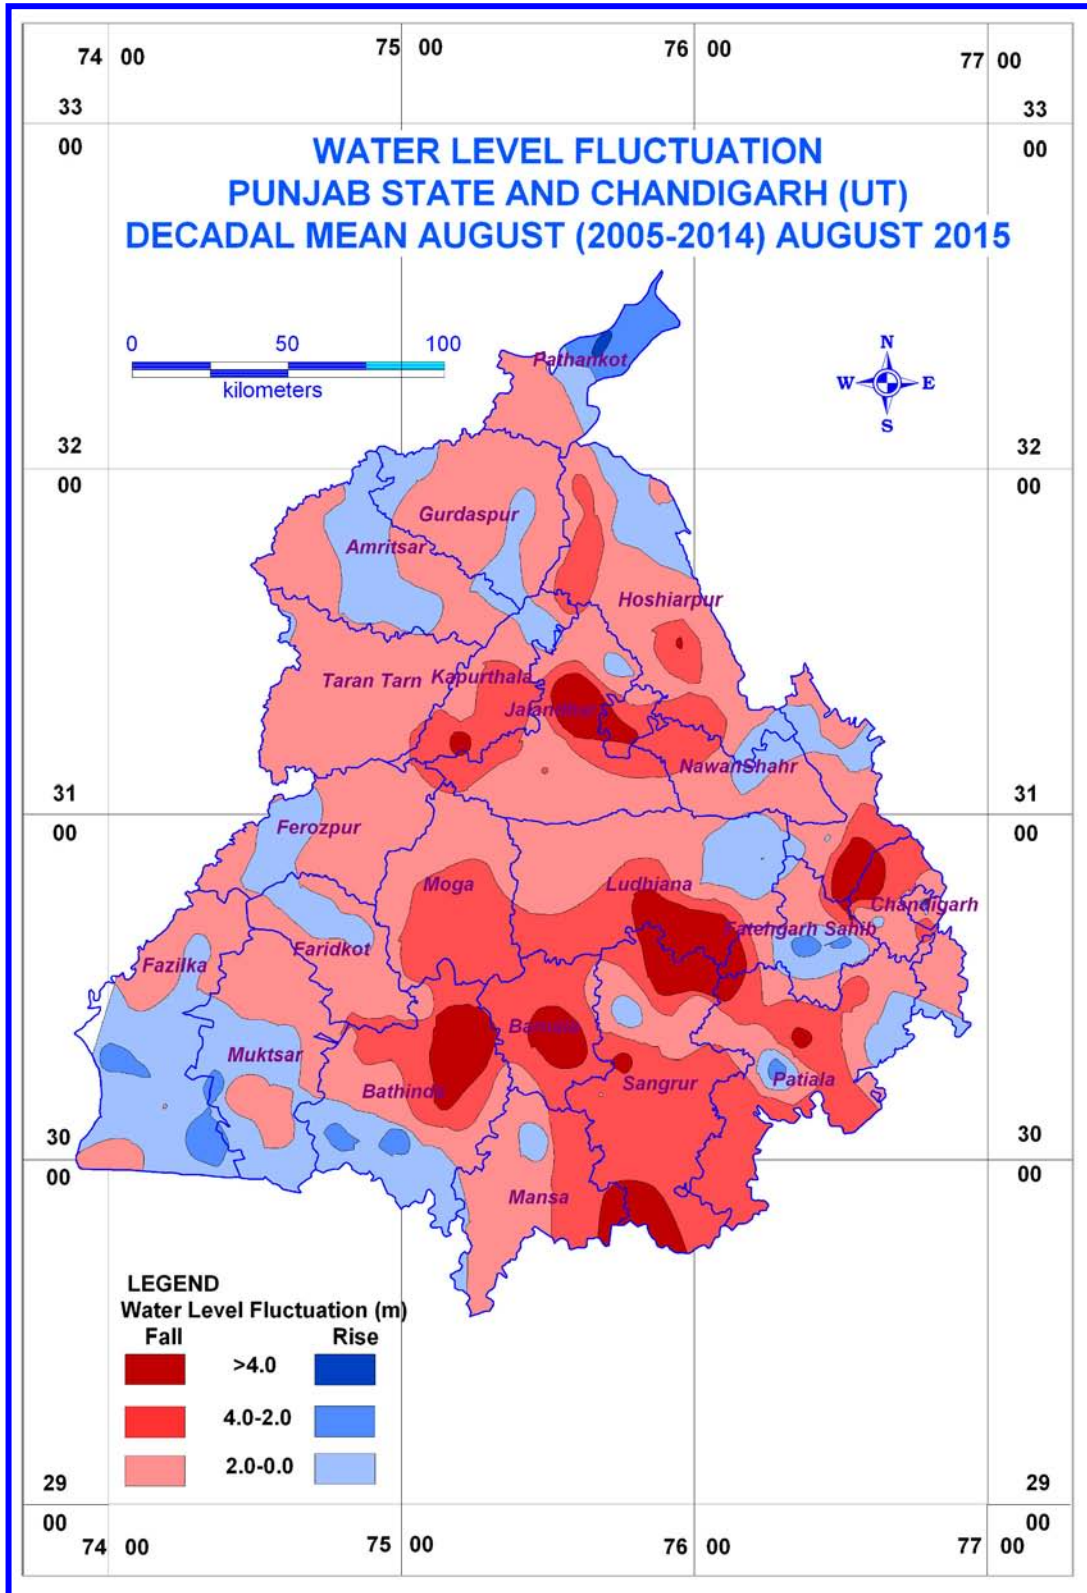 74 00
75 00
76 00
77 00
33
00
33
00
WATER LEVEL FLUCTUATION
PUNJAB STATE AND CHANDIGARH (UT)
DECADAL MEAN AUGUST (2005-2014) AUGUST 2015
0 50 100
kilometers
N
W E
S
Pathankot
32
00
32
00
Gurdaspur
Amritsar
Hoshiarpur
Taran Tarn
Kapurthala
Jalandhar
NawanShahr
31
00
31
00
Ferozpur
Moga
Ludhiana
Chandigarh
Fatehgarh Sahib
Faridkot
Fazilka
Barnala
Muktsar
Bathinda
Sangrur
Patiala
30
00
30
00
Mansa
LEGEND
Water Level Fluctuation (m)
Fall Rise
>4.0
4.0-2.0
2.0-0.0
29
00
29
00
74 00
75 00
76 00
77 00